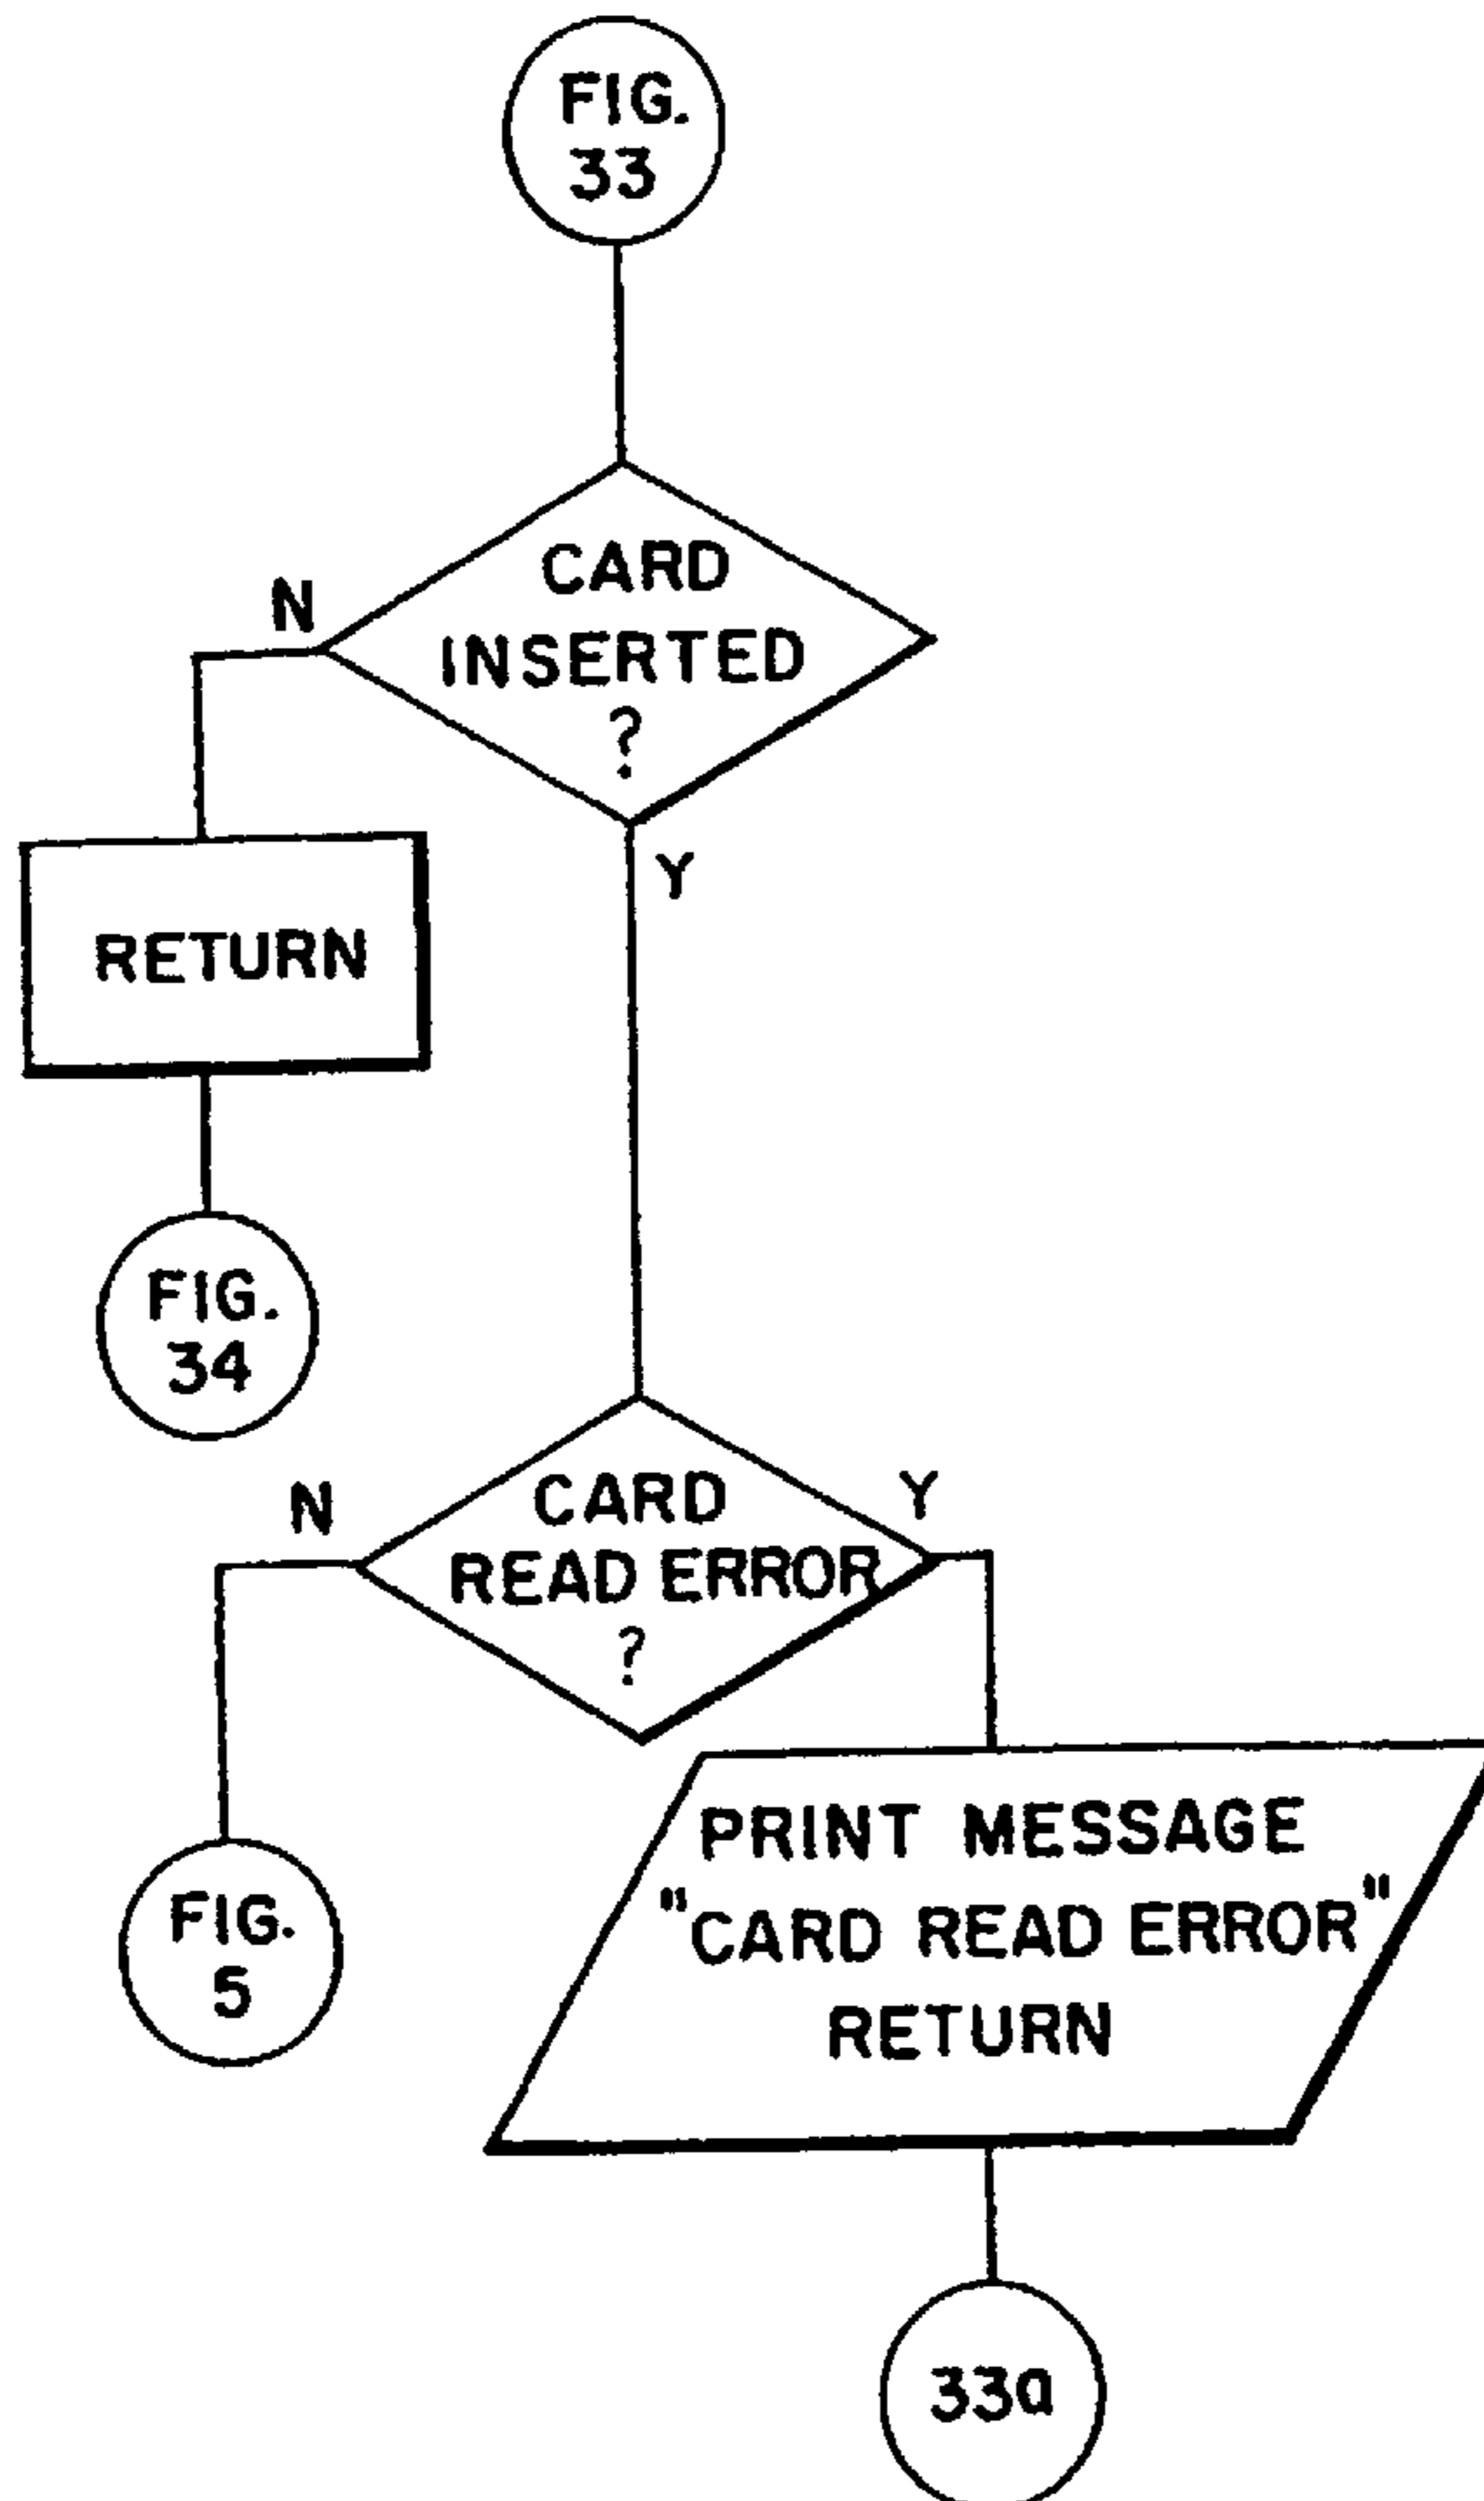 FIG.
33
CARD
INSERTED
?
N
Y
RETURN
FIG.
34
CARD
READ ERROR
?
N
Y
FIG.
5
PRINT MESSAGE
"CARD READ ERROR"
RETURN
33a